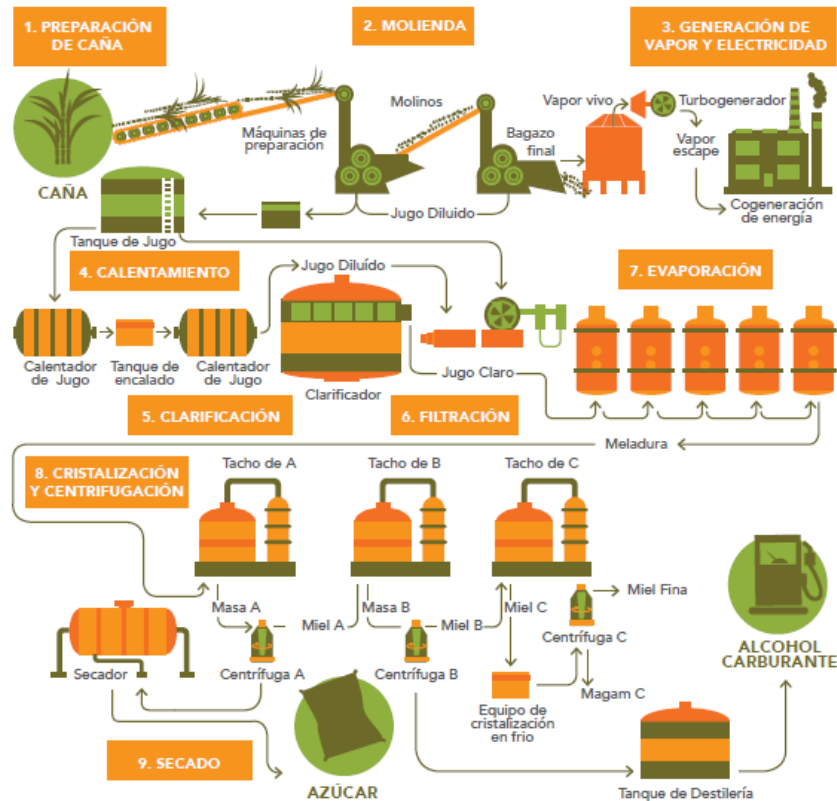 1. PREPARACIÓN
DE CAÑA
2. MOLIENDA
3. GENERACIÓN DE
VAPOR Y ELECTRICIDAD
Máquinas de
preparación
Molinos
Bagazo
final
Vapor vivo
Turbogenerador
Vapor
escape
Cogeneración
de energía
CAÑA
Jugo Diluido
Tanque de Jugo
4. CALENTAMIENTO
Jugo Diluído
7. EVAPORACIÓN
Calentador
de Jugo
Tanque de
encalado
Calentador
de Jugo
Clarificador
Jugo Claro
5. CLARIFICACIÓN
6. FILTRACIÓN
Meladura
8. CRISTALIZACIÓN
Y CENTRIFUGACIÓN
Tacho de A
Tacho de B
Tacho de C
Masa A
Miel A
Masa B
Miel B
Miel C
Miel Fina
Centrífuga C
Secador
Centrífuga A
Centrífuga B
Magam C
Equipo de
cristalización
en frio
ALCOHOL
CARBURANTE
9. SECADO
AZÚCAR
Tanque de Destilería